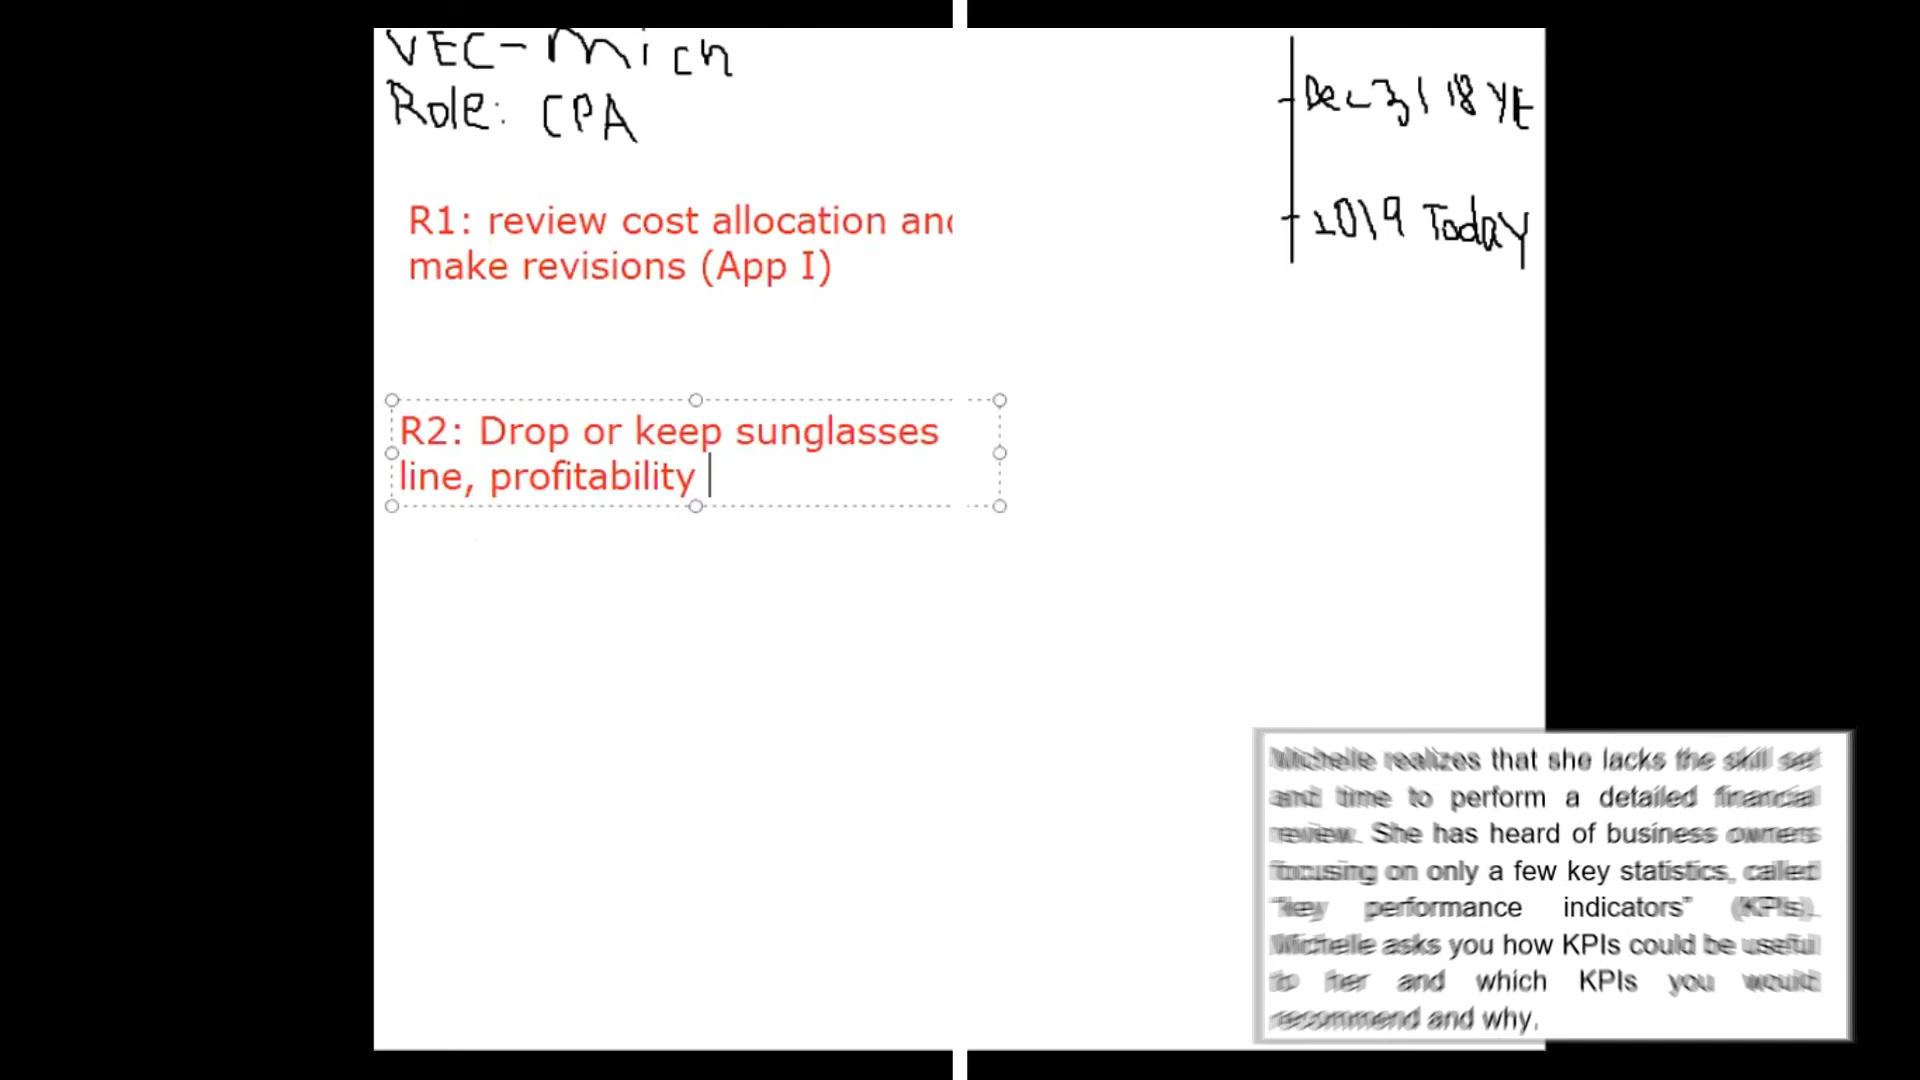 VEC-Mich
Role: CPA
Dec 31 18 YE
2019 Today
R1: review cost allocation and
make revisions (App I)
R2: Drop or keep sunglasses
line, profitability
Michelle realizes that she lacks the skill set
and time to perform a detailed financial
review. She has heard of business owners
focusing on only a few key statistics, called
"key performance indicators" (KPIs).
Michelle asks you how KPIs could be useful
to her and which KPIs you would
recommend and why.